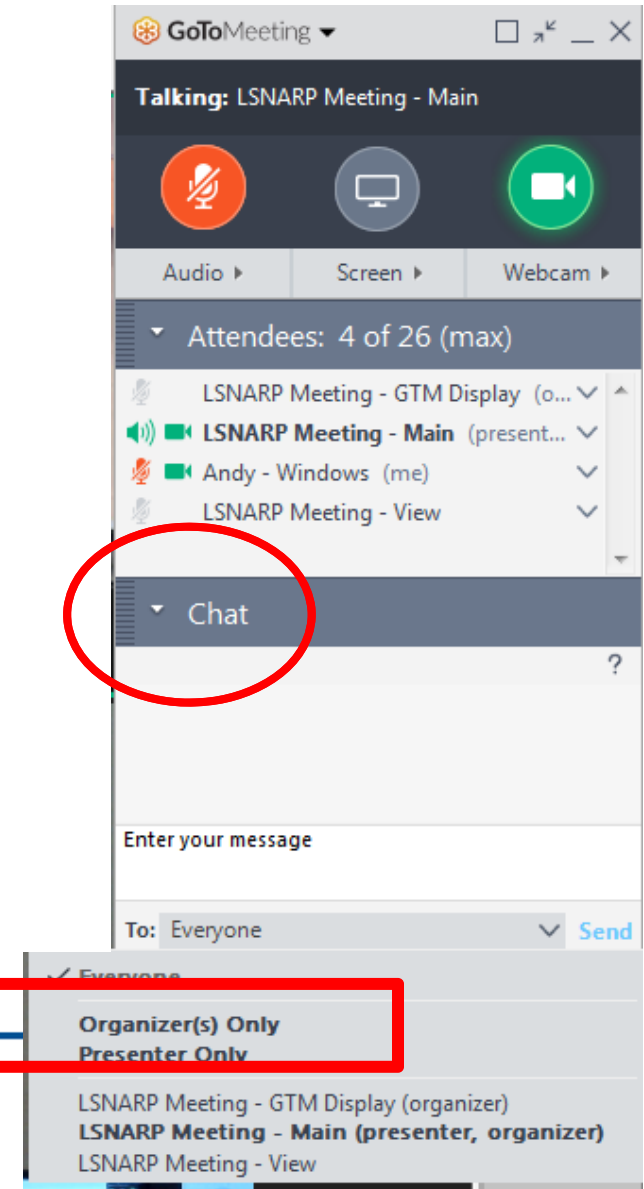 GoToMeeting
Talking: LSNARP Meeting - Main
Audio Screen Webcam
Attendees: 4 of 26 (max)
LSNARP Meeting - GTM Display (o...
LSNARP Meeting - Main (present...
Andy - Windows (me)
LSNARP Meeting - View
Chat
?
Enter your message
To: Everyone Send
Everyone
Organizer(s) Only
Presenter Only
LSNARP Meeting - GTM Display (organizer)
LSNARP Meeting - Main (presenter, organizer)
LSNARP Meeting - View